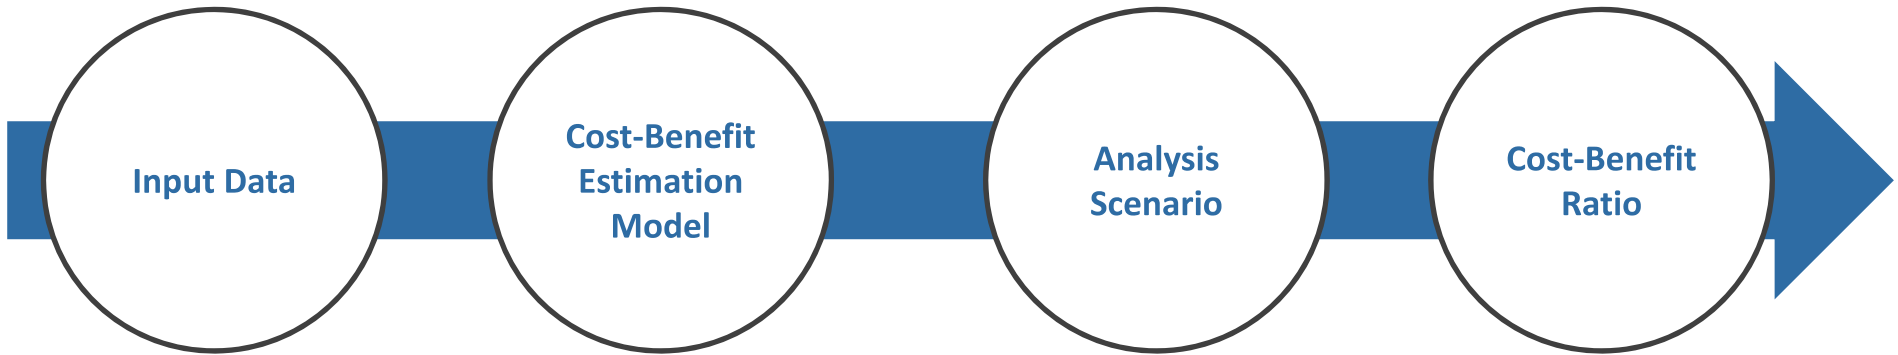 Input Data
Cost-Benefit
Estimation
Model
Analysis
Scenario
Cost-Benefit
Ratio